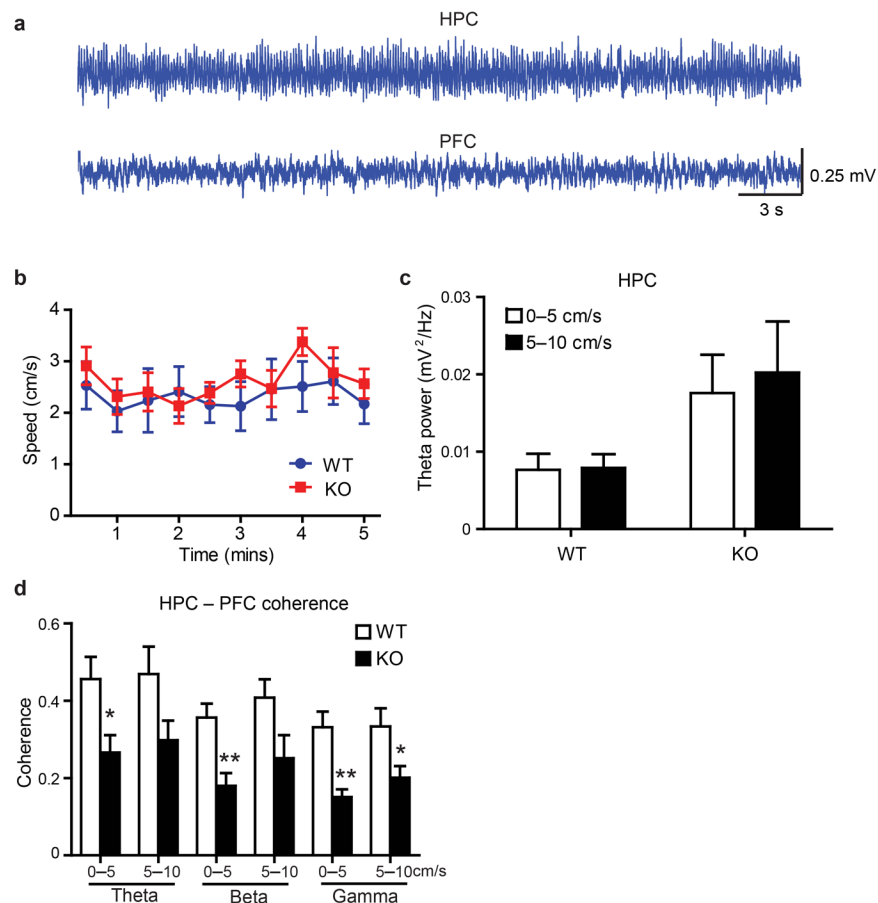 a
HPC
PFC
0.25 mV
3 s
b
4
3
2
1
0
Speed (cm/s)
WT
KO
1 2 3 4 5
Time (mins)
c
HPC
0.03
0.02
0.01
0
Theta power (mV²/Hz)
0–5 cm/s
5–10 cm/s
WT KO
d
HPC – PFC coherence
0.6
0.4
0.2
0
Coherence
WT
KO
* ** ** *
0–5 5–10 0–5 5–10 0–5 5–10cm/s
Theta Beta Gamma